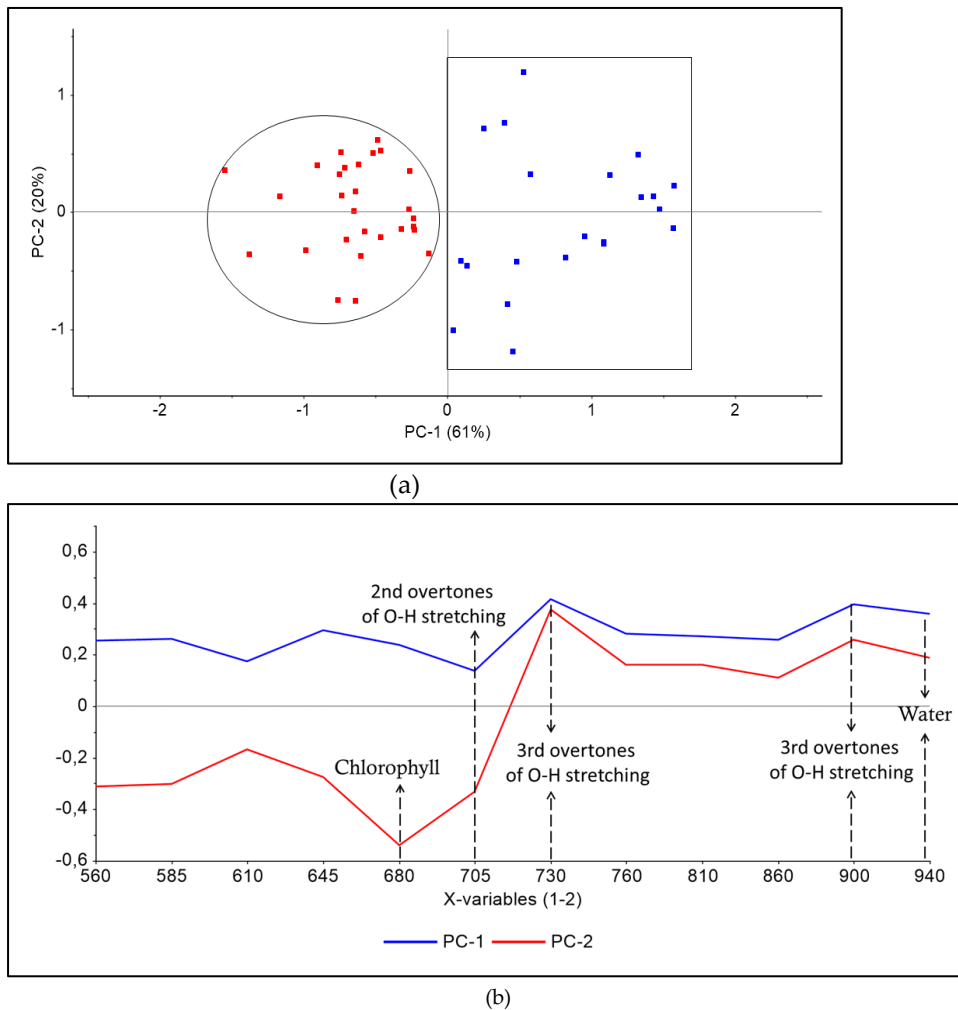 1
0
-1
PC-2 (20%)
-2
-1
0
1
2
PC-1 (61%)
(a)
0,6
0,4
0,2
0
-0,2
-0,4
-0,6
2nd overtones
of O-H stretching
Chlorophyll
3rd overtones
of O-H stretching
3rd overtones
of O-H stretching
Water
560 585 610 645 680 705 730 760 810 860 900 940
X-variables (1-2)
PC-1 PC-2
(b)